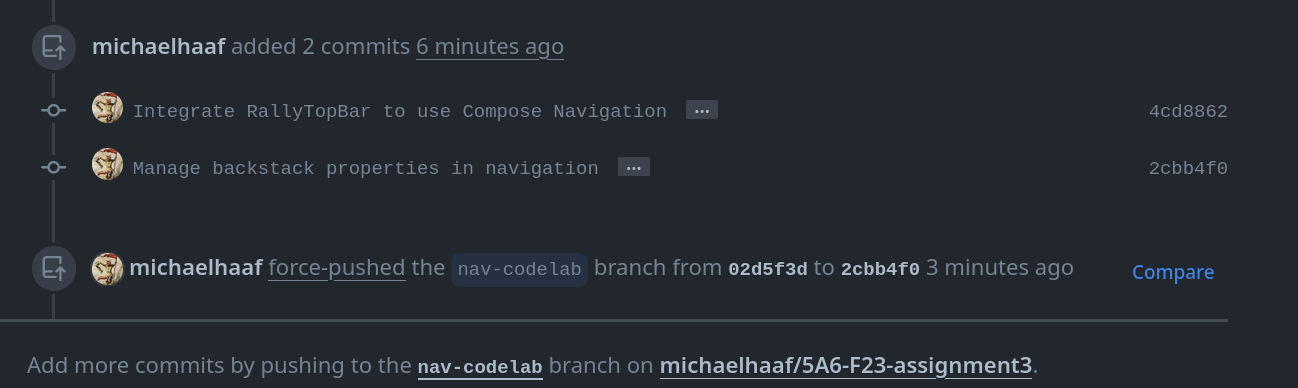 michaelhaaf added 2 commits 6 minutes ago
Integrate RallyTopBar to use Compose Navigation ... 4cd8862
Manage backstack properties in navigation ... 2cbb4f0
michaelhaaf force-pushed the nav-codelab branch from 02d5f3d to 2cbb4f0 3 minutes ago Compare
Add more commits by pushing to the nav-codelab branch on michaelhaaf/5A6-F23-assignment3.